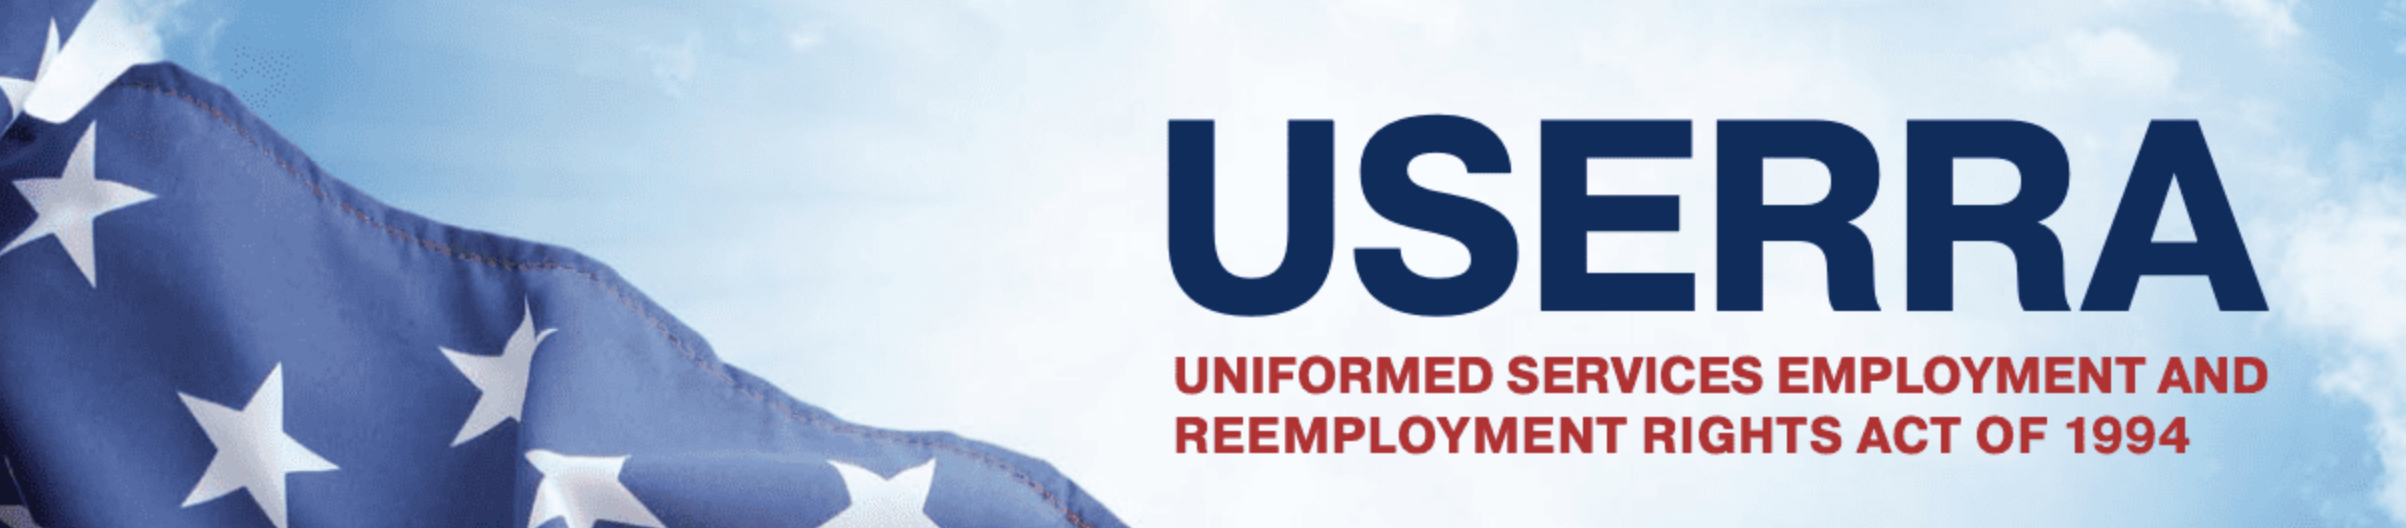 USERRA
UNIFORMED SERVICES EMPLOYMENT AND
REEMPLOYMENT RIGHTS ACT OF 1994